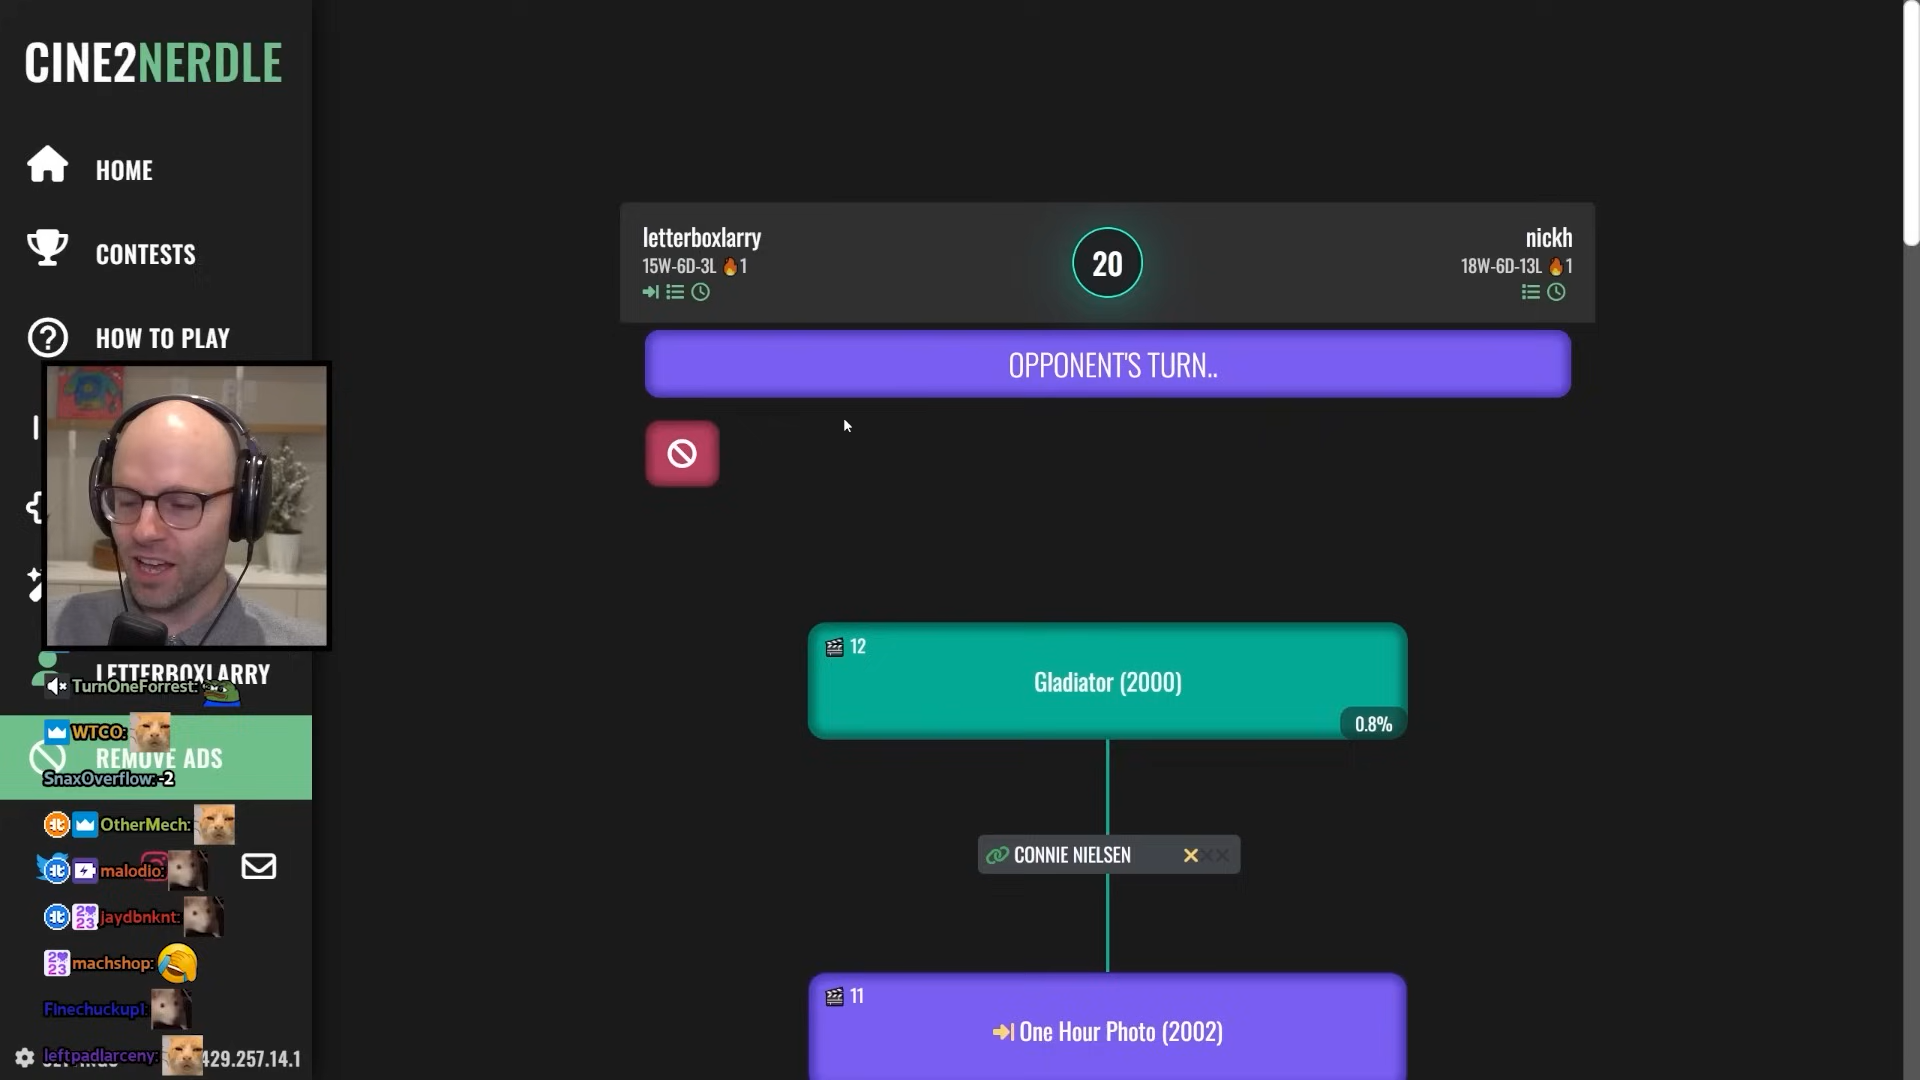 CINE2NERDLE
HOME
CONTESTS
HOW TO PLAY
LETTERBOXLARRY
REMOVE ADS
TurnOneForrest:
WTCO:
SnaxOverflow: -2
OtherMech:
malodio:
jaydbnknt:
machshop:
Finechuckup1:
leftpadlarceny:
429.257.14.1
letterboxlarry
15W-6D-3L 1
20
nickh
18W-6D-13L 1
OPPONENT'S TURN..
12
Gladiator (2000)
0.8%
CONNIE NIELSEN
11
One Hour Photo (2002)